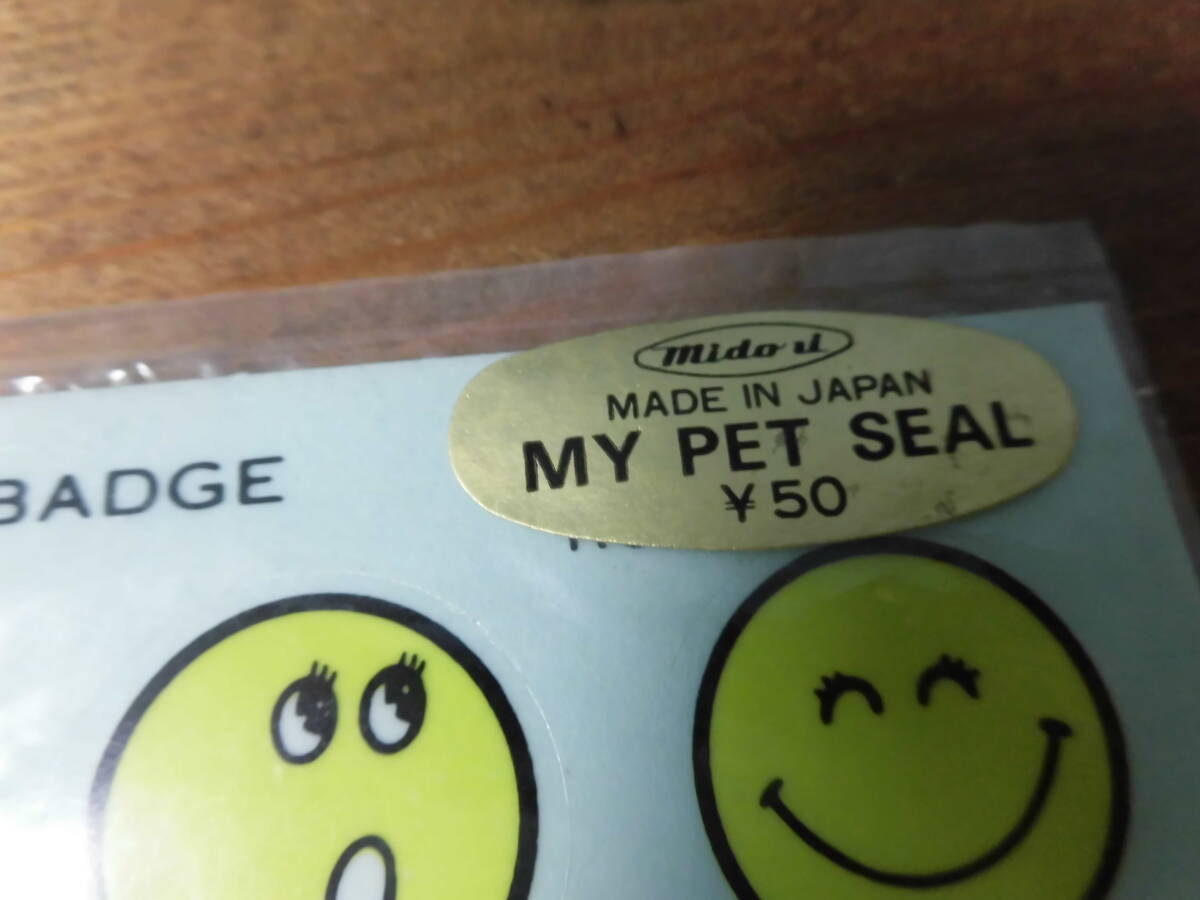 midori
MADE IN JAPAN
MY PET SEAL
¥50
BADGE